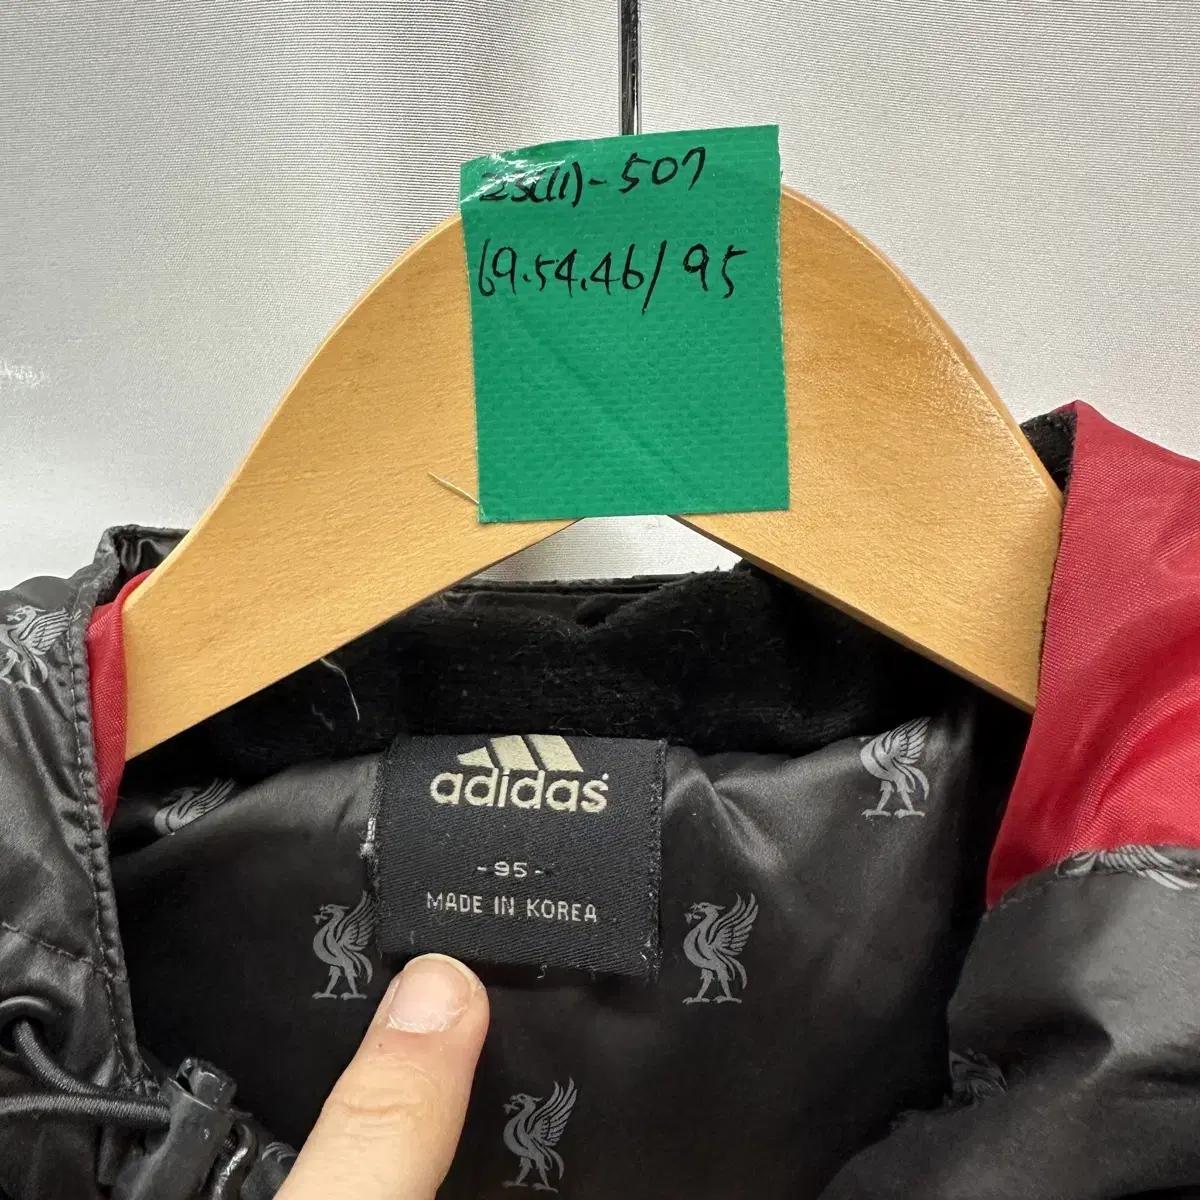 25(11)-507
69.54.46/95
adidas
-95-
MADE IN KOREA